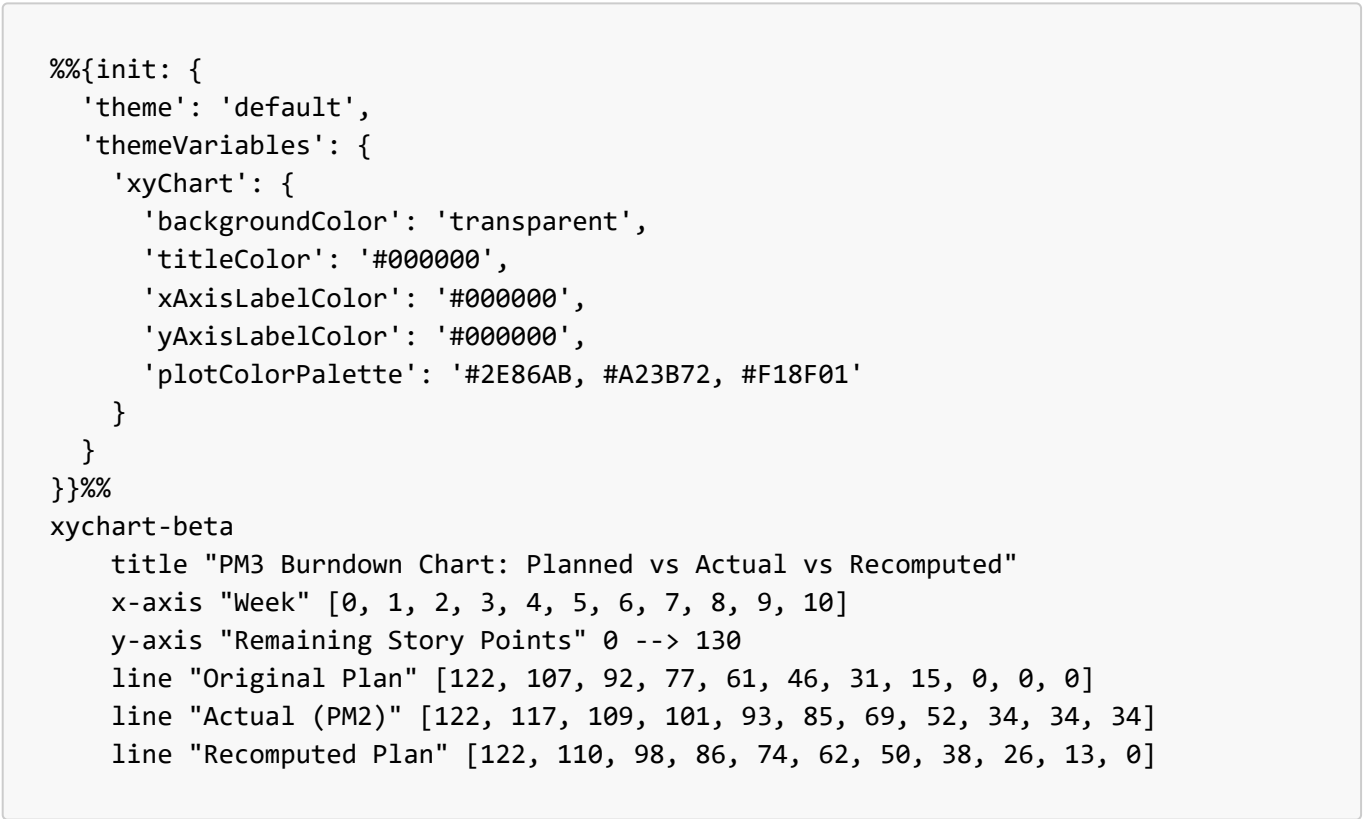 %%{init: {
  'theme': 'default',
  'themeVariables': {
    'xyChart': {
      'backgroundColor': 'transparent',
      'titleColor': '#000000',
      'xAxisLabelColor': '#000000',
      'yAxisLabelColor': '#000000',
      'plotColorPalette': '#2E86AB, #A23B72, #F18F01'
    }
  }
}}%%
xychart-beta
    title "PM3 Burndown Chart: Planned vs Actual vs Recomputed"
    x-axis "Week" [0, 1, 2, 3, 4, 5, 6, 7, 8, 9, 10]
    y-axis "Remaining Story Points" 0 --> 130
    line "Original Plan" [122, 107, 92, 77, 61, 46, 31, 15, 0, 0, 0]
    line "Actual (PM2)" [122, 117, 109, 101, 93, 85, 69, 52, 34, 34, 34]
    line "Recomputed Plan" [122, 110, 98, 86, 74, 62, 50, 38, 26, 13, 0]